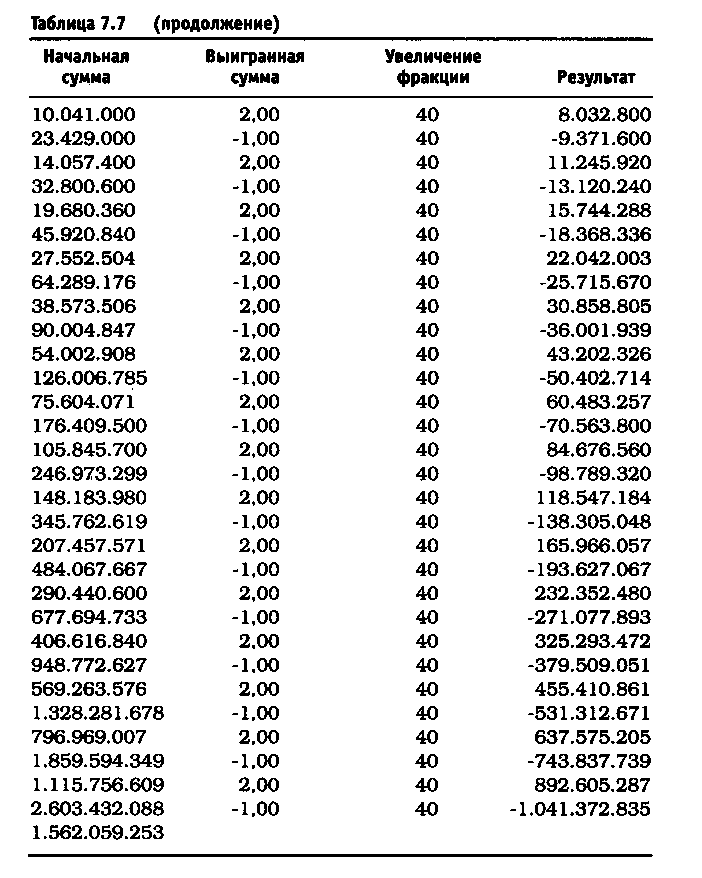 Таблица 7.7 (продолжение)
Начальная сумма Выигранная сумма Увеличение фракции Результат
10.041.000 2,00 40 8.032.800
23.429.000 -1,00 40 -9.371.600
14.057.400 2,00 40 11.245.920
32.800.600 -1,00 40 -13.120.240
19.680.360 2,00 40 15.744.288
45.920.840 -1,00 40 -18.368.336
27.552.504 2,00 40 22.042.003
64.289.176 -1,00 40 -25.715.670
38.573.506 2,00 40 30.858.805
90.004.847 -1,00 40 -36.001.939
54.002.908 2,00 40 43.202.326
126.006.785 -1,00 40 -50.402.714
75.604.071 2,00 40 60.483.257
176.409.500 -1,00 40 -70.563.800
105.845.700 2,00 40 84.676.560
246.973.299 -1,00 40 -98.789.320
148.183.980 2,00 40 118.547.184
345.762.619 -1,00 40 -138.305.048
207.457.571 2,00 40 165.966.057
484.067.667 -1,00 40 -193.627.067
290.440.600 2,00 40 232.352.480
677.694.733 -1,00 40 -271.077.893
406.616.840 2,00 40 325.293.472
948.772.627 -1,00 40 -379.509.051
569.263.576 2,00 40 455.410.861
1.328.281.678 -1,00 40 -531.312.671
796.969.007 2,00 40 637.575.205
1.859.594.349 -1,00 40 -743.837.739
1.115.756.609 2,00 40 892.605.287
2.603.432.088 -1,00 40 -1.041.372.835
1.562.059.253